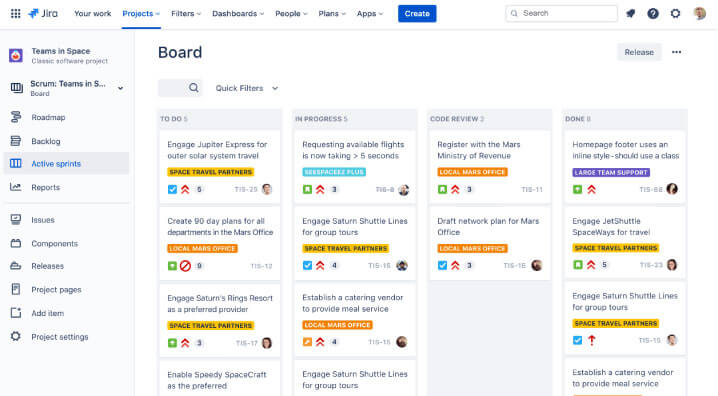 Jira
Your work
Projects
Filters
Dashboards
People
Plans
Apps
Create
Search
Teams in Space
Classic software project
Scrum: Teams in S...
Board
Roadmap
Backlog
Active sprints
Reports
Issues
Components
Releases
Project pages
Add item
Project settings
Board
Release
Quick Filters
TO DO 5
Engage Jupiter Express for
outer solar system travel
SPACE TRAVEL PARTNERS
5
TIS-25
Create 90 day plans for all
departments in the Mars Office
LOCAL MARS OFFICE
9
TIS-12
Engage Saturn's Rings Resort
as a preferred provider
SPACE TRAVEL PARTNERS
3
TIS-17
Enable Speedy SpaceCraft
as the preferred
IN PROGRESS 5
Requesting available flights
is now taking > 5 seconds
SEESPACEEZ PLUS
3
TIS-8
Engage Saturn Shuttle Lines
for group tours
SPACE TRAVEL PARTNERS
4
TIS-15
Establish a catering vendor
to provide meal service
LOCAL MARS OFFICE
4
TIS-15
Engage Saturn Shuttle Lines
for group tours
CODE REVIEW 2
Register with the Mars
Ministry of Revenue
LOCAL MARS OFFICE
3
TIS-11
Draft network plan for Mars
Office
LOCAL MARS OFFICE
3
TIS-15
DONE 8
Homepage footer uses an
inline style-should use a class
LARGE TEAM SUPPORT
TIS-68
Engage JetShuttle
SpaceWays for travel
SPACE TRAVEL PARTNERS
5
TIS-23
Engage Saturn Shuttle Lines
for group tours
SPACE TRAVEL PARTNERS
TIS-15
Establish a catering vendor
to provide meal service